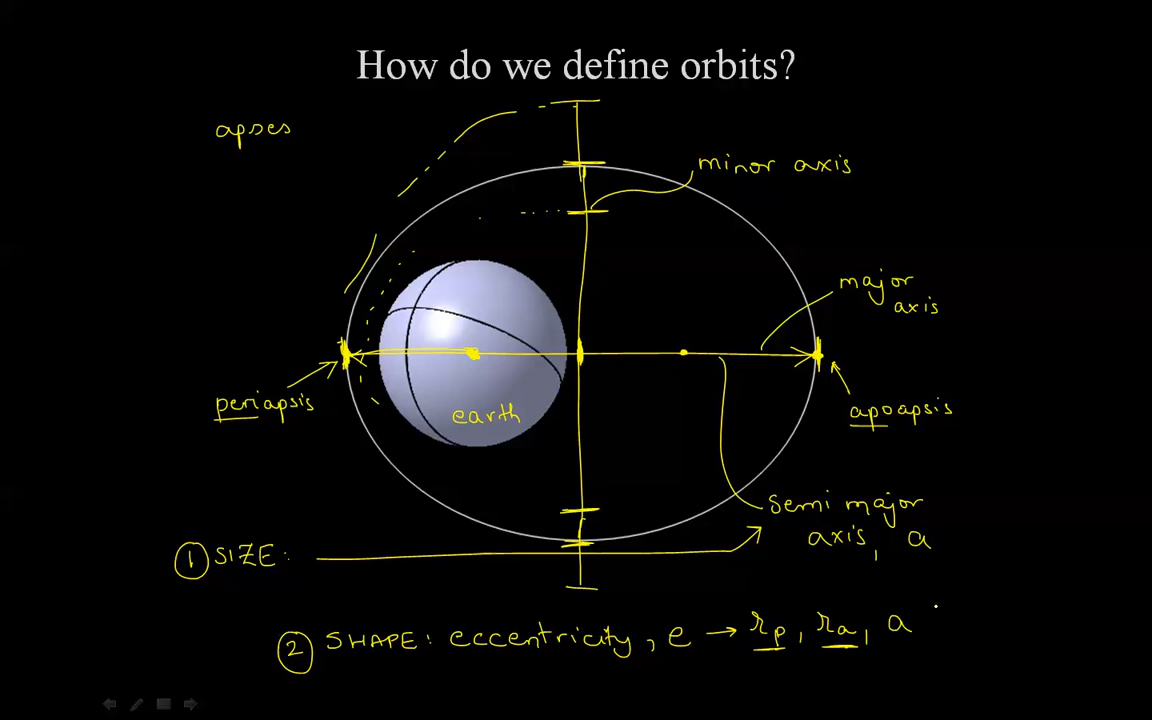 How do we define orbits?
apses
minor axis
major
axis
periapsis
apoapsis
earth
semi major
axis, a
1 SIZE:
2 SHAPE: eccentricity, e → rp, ra, a